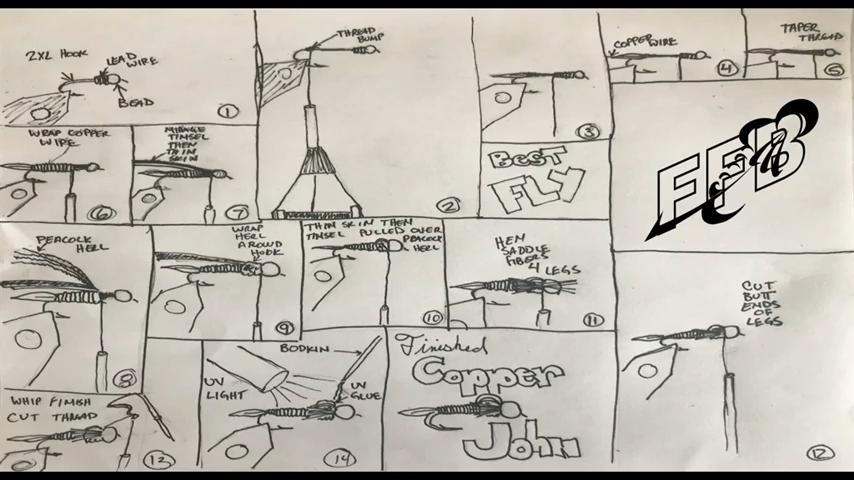 2XL HOOK
LEAD
WIRE
BEAD
1
THREAD
BUMP
2
3
COPPER WIRE
4
TAPER
THREAD
5
WRAP COPPER
WIRE
6
TINSEL
THEN
THIN
SKIN
7
BEST
FLY
EFB
PEACOCK
HERL
8
WRAP
HERL
AROUND
HOOK
9
THIN SKIN THEN
TINSEL PULLED OVER
PEACOCK
HERL
10
HEN
SADDLE
FIBERS
4 LEGS
11
CUT
BUTT
ENDS
OF
LEGS
12
WHIP FINISH
CUT THREAD
13
BODKIN
UV
LIGHT
UV
GLUE
14
Finished
Copper
John